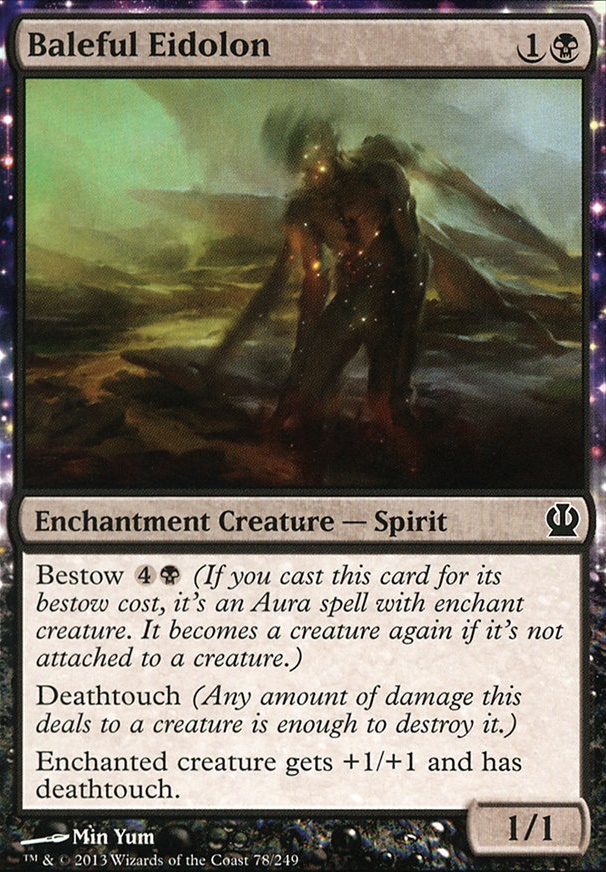 Baleful Eidolon 1
Enchantment Creature — Spirit
Bestow 4 (If you cast this card for its
bestow cost, it's an Aura spell with enchant
creature. It becomes a creature again if it's not
attached to a creature.)
Deathtouch (Any amount of damage this
deals to a creature is enough to destroy it.)
Enchanted creature gets +1/+1 and has
deathtouch.
1/1
Min Yum
™ & © 2013 Wizards of the Coast 78/249